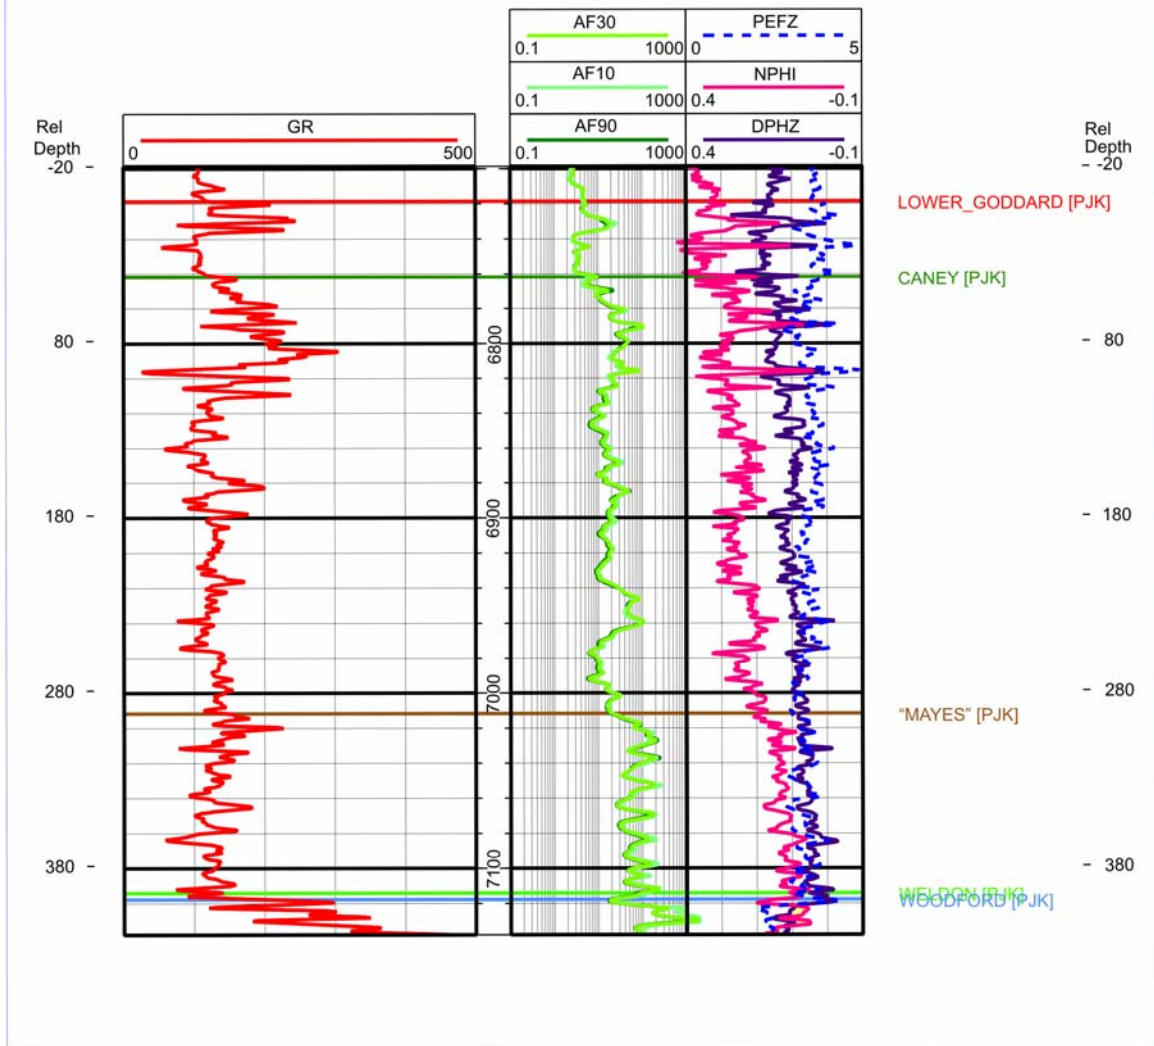 AF30
0.1 1000
PEFZ
0 5
AF10
0.1 1000
NPHI
0.4 -0.1
Rel
Depth
GR
0 500
AF90
0.1 1000
DPHZ
0.4 -0.1
Rel
Depth
-20 – – -20
LOWER_GODDARD [PJK]
CANEY [PJK]
80 – 6800 – 80
180 – 6900 – 180
280 – 7000 – 280
“MAYES” [PJK]
380 – 7100 – 380
WELDON [PJK]
WOODFORD [PJK]